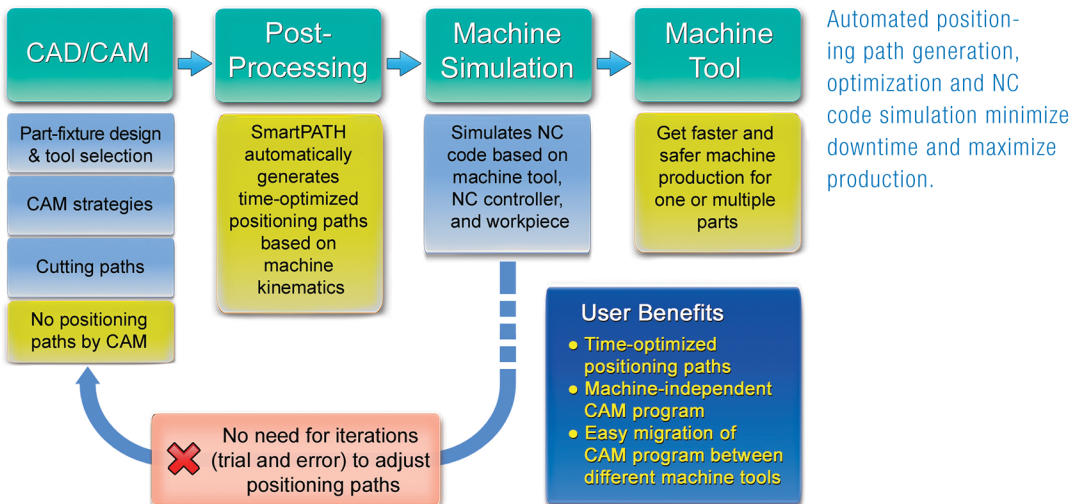 CAD/CAM
Part-fixture design
& tool selection
CAM strategies
Cutting paths
No positioning
paths by CAM
Post-
Processing
SmartPATH
automatically
generates
time-optimized
positioning paths
based on
machine
kinematics
Machine
Simulation
Simulates NC
code based on
machine tool,
NC controller,
and workpiece
Machine
Tool
Get faster and
safer machine
production for
one or multiple
parts
Automated position-
ing path generation,
optimization and NC
code simulation minimize
downtime and maximize
production.
No need for iterations
(trial and error) to adjust
positioning paths
User Benefits
● Time-optimized
positioning paths
● Machine-independent
CAM program
● Easy migration of
CAM program between
different machine tools